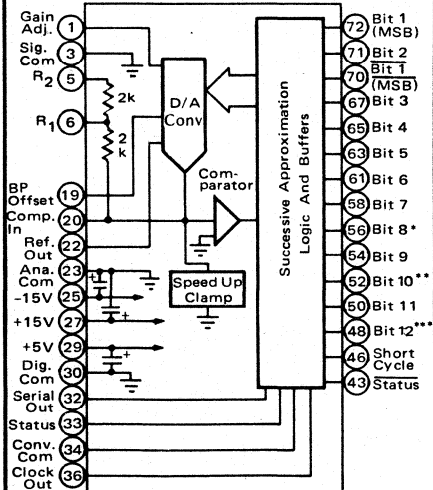 Gain
Adj.
1
Sig.
Com
3
R2
5
R1
6
2k
2
k
BP
Offset
19
Comp.
In
20
Ref.
Out
22
Ana.
Com
23
-15V
25
+15V
27
+5V
29
Dig.
Com
30
Serial
Out
32
Status
33
Conv.
Com
34
Clock
Out
36
D/A
Conv
Com-
parator
Speed Up
Clamp
+
+
+
Successive Approximation
Logic And Buffers
72 Bit 1
(MSB)
71 Bit 2
70 Bit 1
(MSB)
67 Bit 3
65 Bit 4
63 Bit 5
61 Bit 6
58 Bit 7
56 Bit 8*
54 Bit 9
52 Bit 10**
50 Bit 11
48 Bit 12***
46 Short
Cycle
43 Status